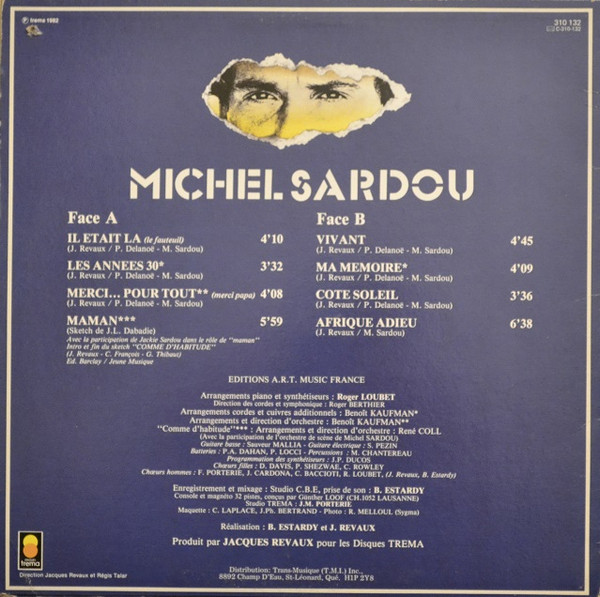 ℗ trema 1982
310 132
C-310-132
MICHEL SARDOU
Face A
IL ETAIT LA (le fauteuil) 4'10
(J. Revaux / P. Delanoë - M. Sardou)
LES ANNEES 30* 3'32
(J. Revaux / P. Delanoë - M. Sardou)
MERCI... POUR TOUT** (merci papa) 4'08
(J. Revaux / P. Delanoë - M. Sardou)
MAMAN*** 5'59
(Sketch de J.L. Dabadie)
Avec la participation de Jackie Sardou dans le rôle de "maman"
Intro et fin du sketch "COMME D'HABITUDE"
(J. Revaux - C. François - G. Thibaut)
Ed. Barclay / Jeune Musique
Face B
VIVANT 4'45
(J. Revaux / P. Delanoë - M. Sardou)
MA MEMOIRE* 4'09
(J. Revaux / P. Delanoë - M. Sardou)
COTE SOLEIL 3'36
(J. Revaux / P. Delanoë - M. Sardou)
AFRIQUE ADIEU 6'38
(J. Revaux / M. Sardou)
EDITIONS A.R.T. MUSIC FRANCE
Arrangements piano et synthétiseurs : Roger LOUBET
Direction des cordes et symphonique : Roger BERTHIER
Arrangements cordes et cuivres additionnels : Benoît KAUFMAN*
Arrangements et direction d'orchestre : Benoît KAUFMAN**
"Comme d'habitude"*** : Arrangements et direction d'orchestre : René COLL
(Avec la participation de l'orchestre de scène de Michel SARDOU)
Guitare basse : Sauveur MALLIA - Guitare électrique : S. PEZIN
Batteries : P.A. DAHAN, P. LOCCI - Percussions : M. CHANTEREAU
Programmation des synthétiseurs : J.P. DUCOS
Chœurs filles : D. DAVIS, P. SHEZWAE, C. ROWLEY
Chœurs hommes : F. PORTERIE, J. CARDONA, C. BACCIOTI, R. LOUBET, (J. Revaux, B. Estardy)
Enregistrement et mixage : Studio C.B.E, prise de son : B. ESTARDY
Console et magnéto 32 pistes, conçus par Günther LOOF (CH.1052 LAUSANNE)
Studio TREMA : J.M. PORTERIE
Maquette : C. LAPLACE, J.Ph. BERTRAND - Photo : R. MELLOUL (Sygma)
Réalisation : B. ESTARDY et J. REVAUX
Produit par JACQUES REVAUX pour les Disques TREMA
disques
trema
Direction Jacques Revaux et Régis Talar
Distribution: Trans-Musique (T.M.I.) Inc.,
8892 Champ D'Eau, St-Léonard, Qué. H1P 2Y8